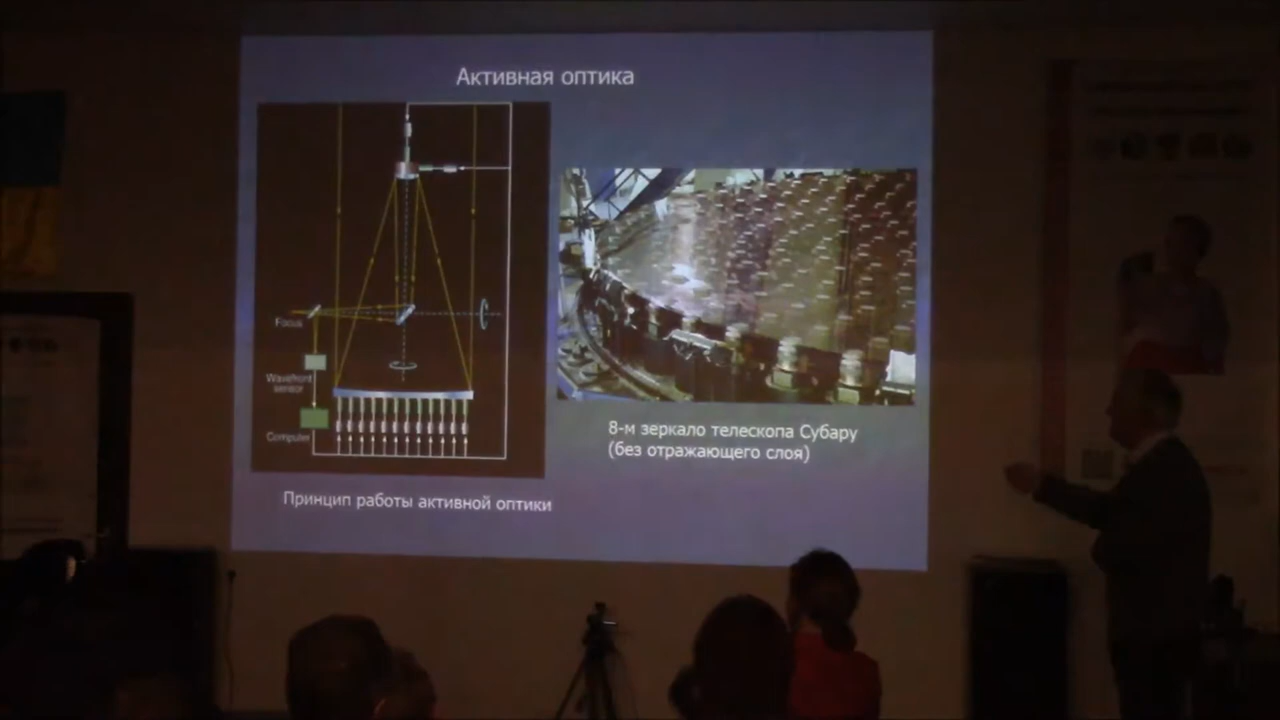 Активная оптика
Focus
Wavefront
sensor
Computer
8-м зеркало телескопа Субару
(без отражающего слоя)
Принцип работы активной оптики